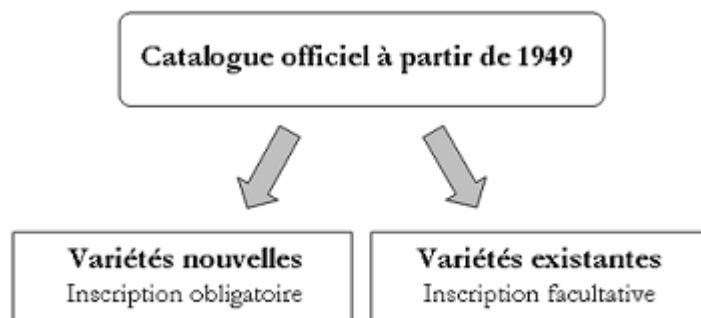 Catalogue officiel à partir de 1949
Variétés nouvelles
Inscription obligatoire
Variétés existantes
Inscription facultative